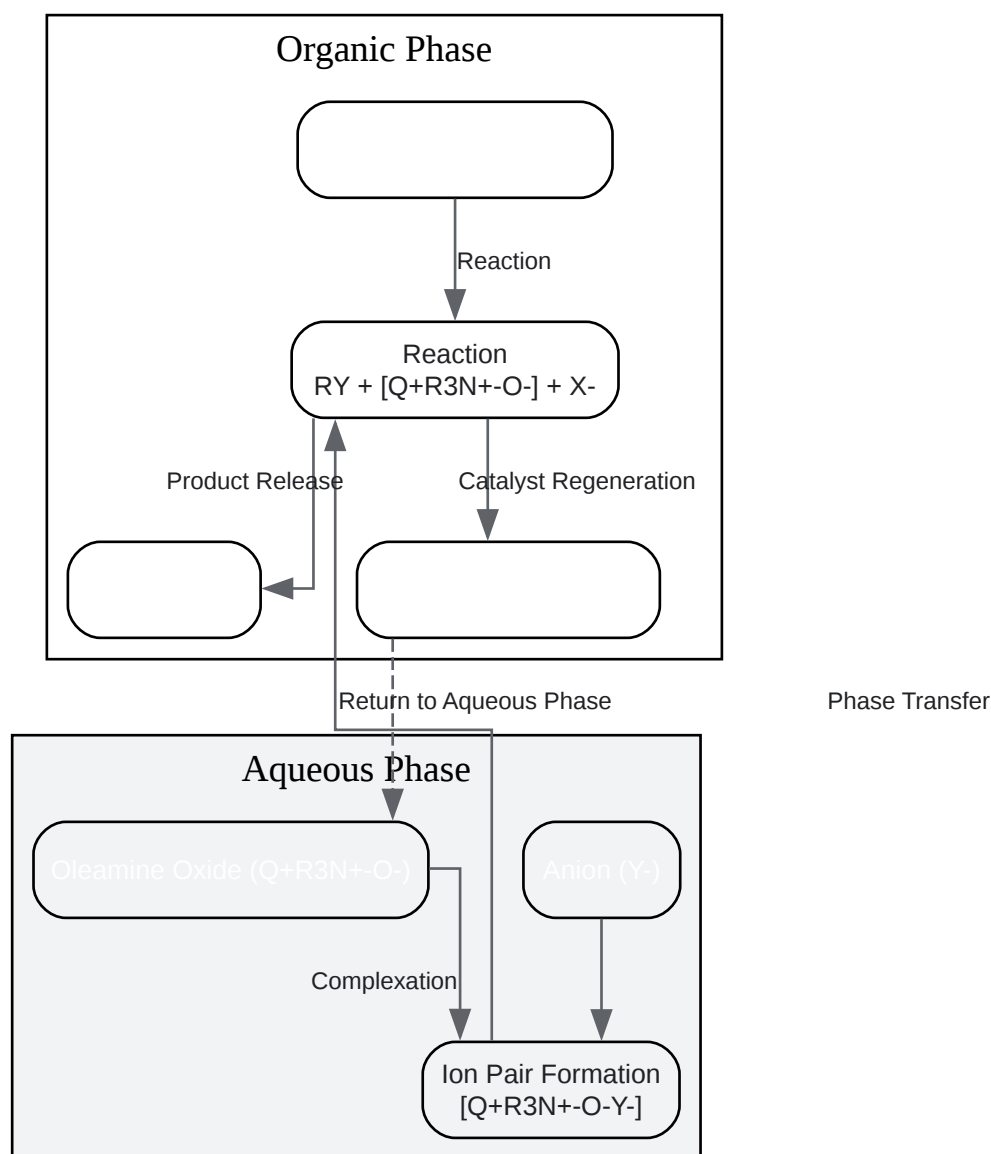 Organic Phase
Reaction
Reaction
RY + [Q+R3N+-O-] + X-
Product Release
Catalyst Regeneration
Return to Aqueous Phase
Phase Transfer
Aqueous Phase
Oleamine Oxide (Q+R3N+-O-)
Anion (Y-)
Complexation
Ion Pair Formation
[Q+R3N+-O-Y-]